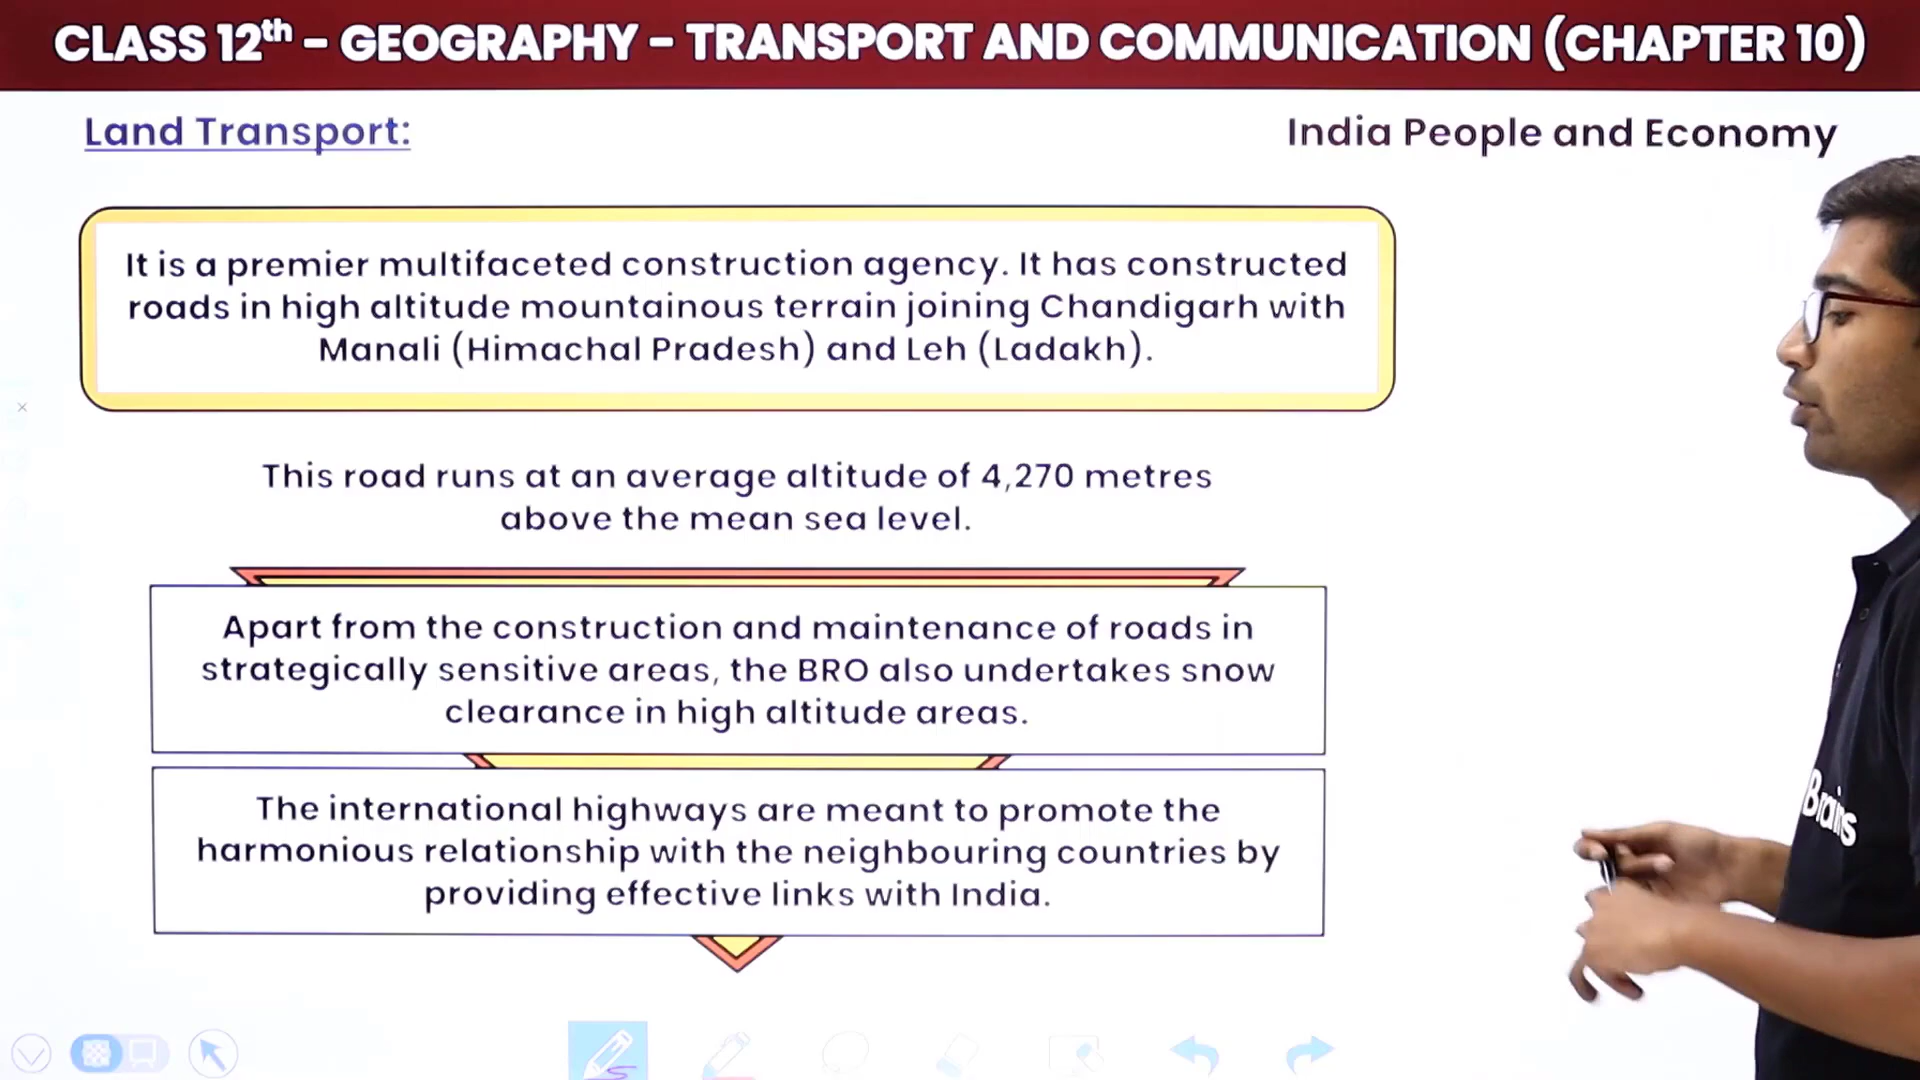 CLASS 12th - GEOGRAPHY - TRANSPORT AND COMMUNICATION (CHAPTER 10)
Land Transport:
India People and Economy
It is a premier multifaceted construction agency. It has constructed
roads in high altitude mountainous terrain joining Chandigarh with
Manali (Himachal Pradesh) and Leh (Ladakh).
This road runs at an average altitude of 4,270 metres
above the mean sea level.
Apart from the construction and maintenance of roads in
strategically sensitive areas, the BRO also undertakes snow
clearance in high altitude areas.
The international highways are meant to promote the
harmonious relationship with the neighbouring countries by
providing effective links with India.
Brains